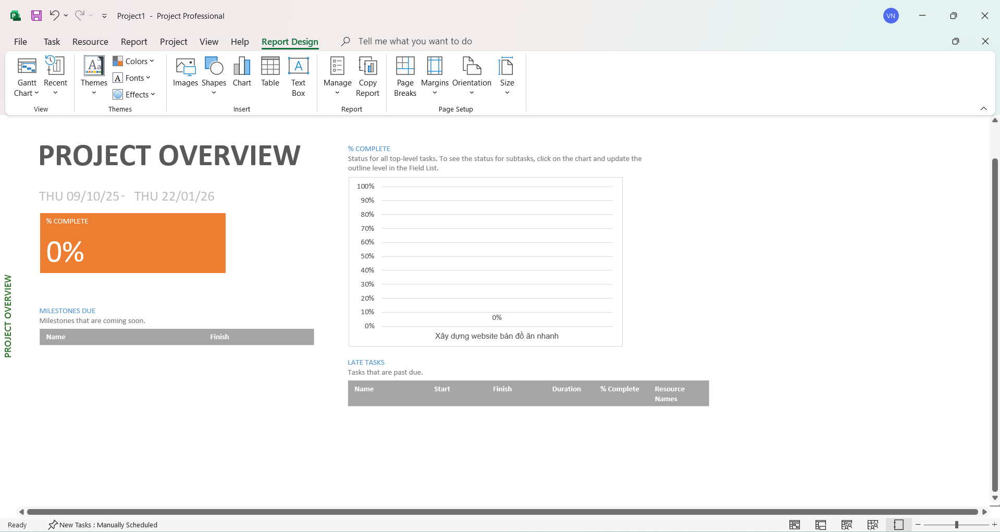 Project1 - Project Professional
VN
File Task Resource Report Project View Help Report Design Tell me what you want to do
Gantt Chart
Recent
View
Themes
Colors
Fonts
Effects
Themes
Images
Shapes
Chart
Table
Text Box
Insert
Manage
Copy Report
Report
Page Breaks
Margins
Orientation
Size
Page Setup
PROJECT OVERVIEW
PROJECT OVERVIEW
THU 09/10/25 - THU 22/01/26
% COMPLETE
0%
MILESTONES DUE
Milestones that are coming soon.
Name Finish
% COMPLETE
Status for all top-level tasks. To see the status for subtasks, click on the chart and update the
outline level in the Field List.
100%
90%
80%
70%
60%
50%
40%
30%
20%
10%
0%
0%
Xây dựng website bán đồ ăn nhanh
LATE TASKS
Tasks that are past due.
Name Start Finish Duration % Complete Resource
Names
Ready New Tasks : Manually Scheduled